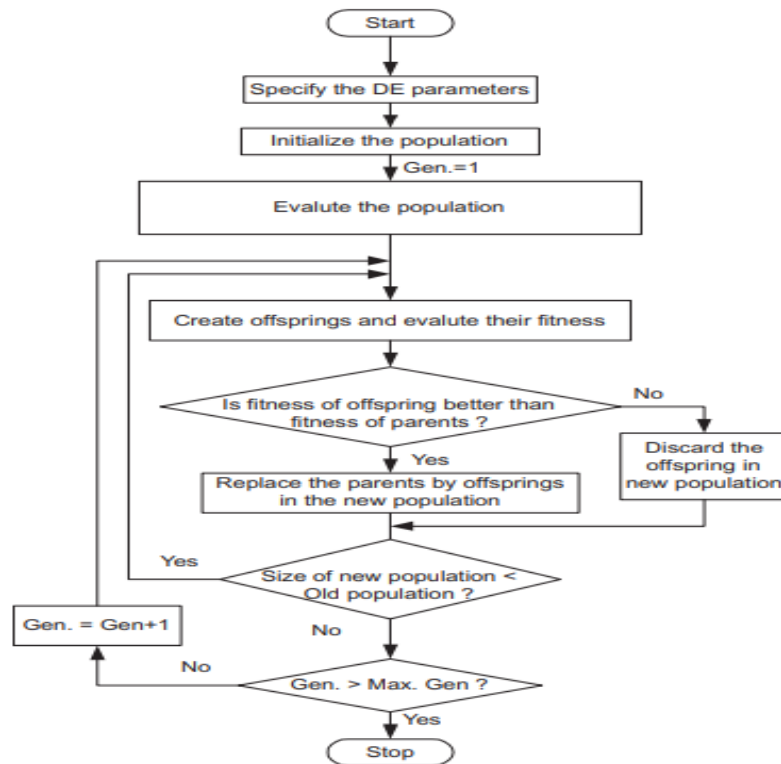 Start
Specify the DE parameters
Initialize the population
Gen.=1
Evalute the population
Create offsprings and evalute their fitness
Is fitness of offspring better than
fitness of parents ?
No
Discard the
offspring in
new population
Yes
Replace the parents by offsprings
in the new population
Yes
Size of new population <
Old population ?
Gen. = Gen+1
No
No
Gen. > Max. Gen ?
Yes
Stop